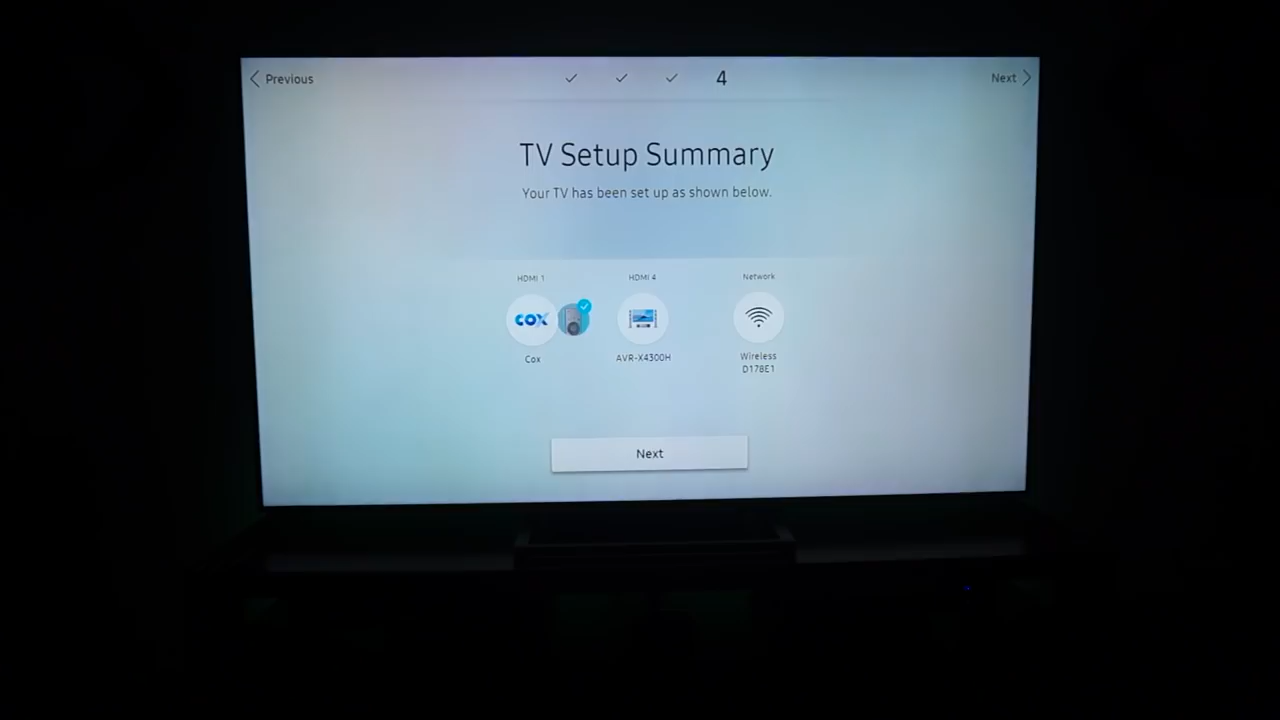 Previous
4
Next
TV Setup Summary
Your TV has been set up as shown below.
HDMI 1
HDMI 4
Network
COX
Cox
AVR-X4300H
Wireless
D178E1
Next